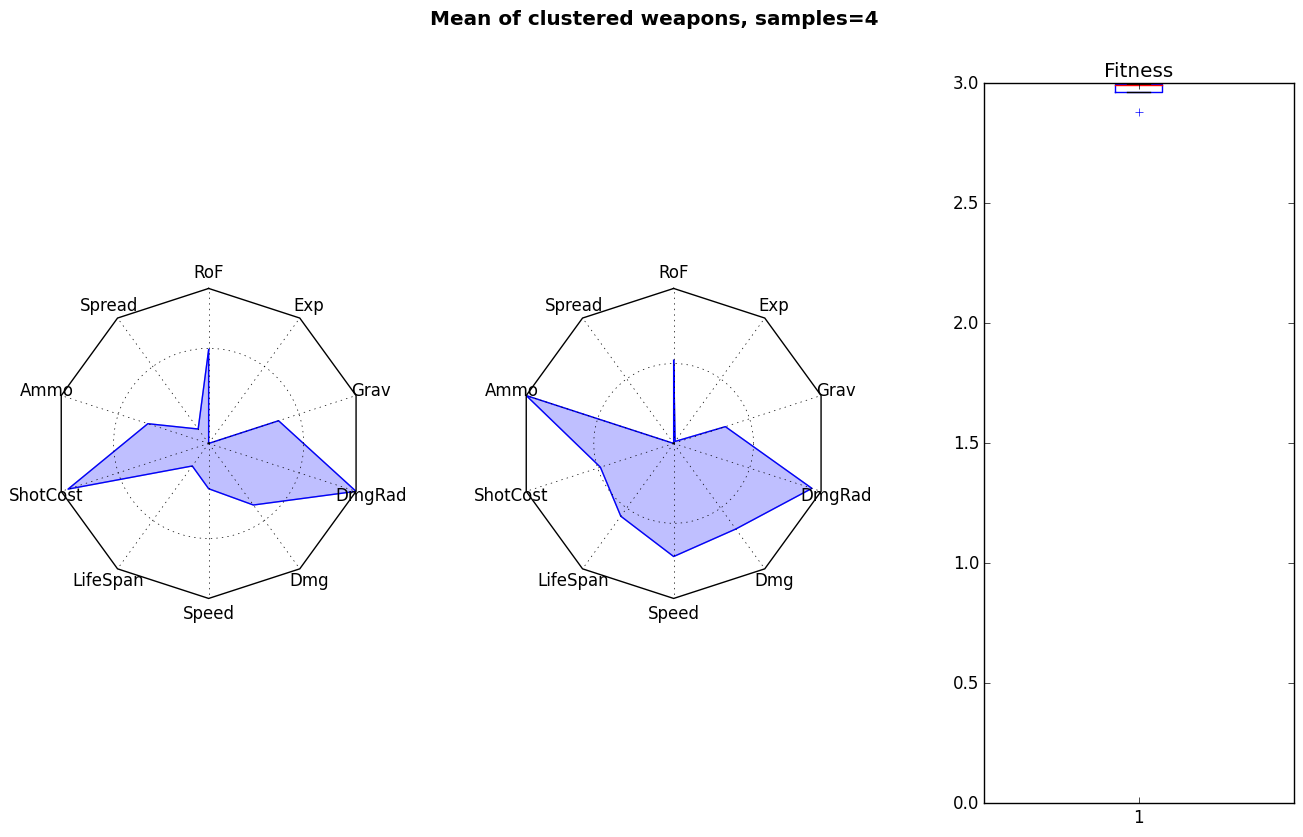 Mean of clustered weapons, samples=4
RoF
Exp
Grav
DmgRad
Dmg
Speed
LifeSpan
ShotCost
Ammo
Spread
RoF
Exp
Grav
DmgRad
Dmg
Speed
LifeSpan
ShotCost
Ammo
Spread
Fitness
3.0
2.5
2.0
1.5
1.0
0.5
0.0
1